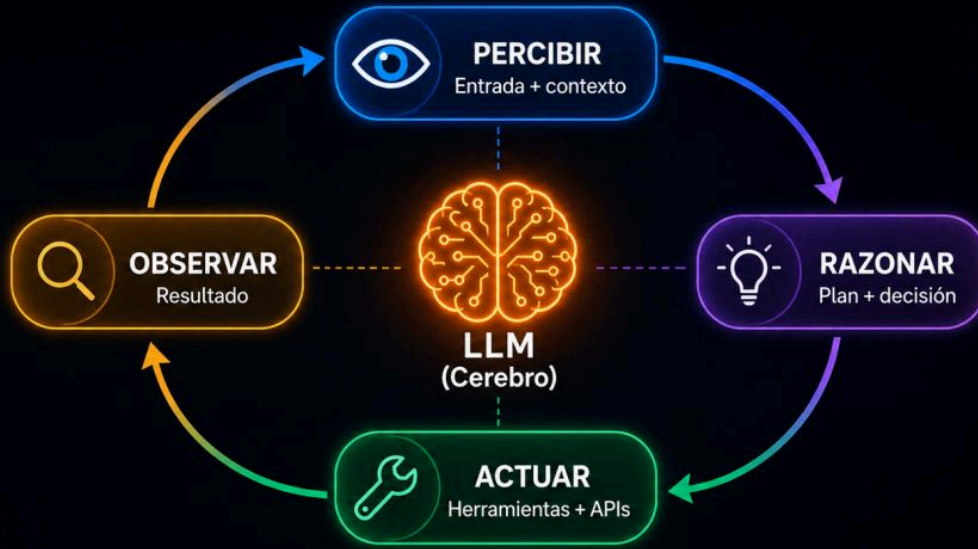 PERCIBIR
Entrada + contexto
OBSERVAR
Resultado
LLM
(Cerebro)
RAZONAR
Plan + decisión
ACTUAR
Herramientas + APIs